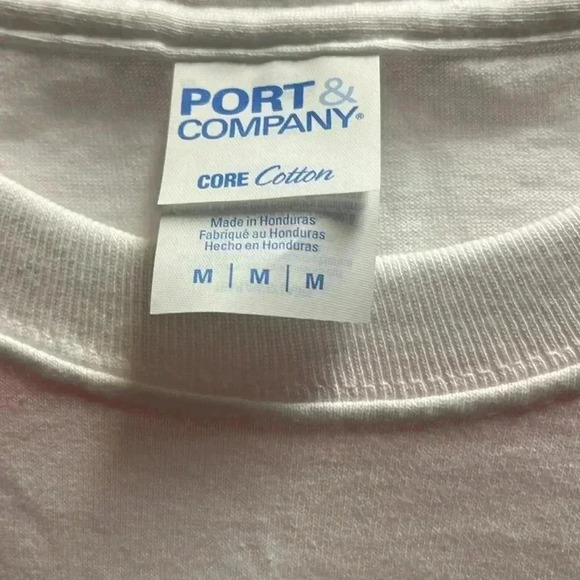 PORT &
COMPANY®
CORE Cotton
Made in Honduras
Fabriqué au Honduras
Hecho en Honduras
M | M | M